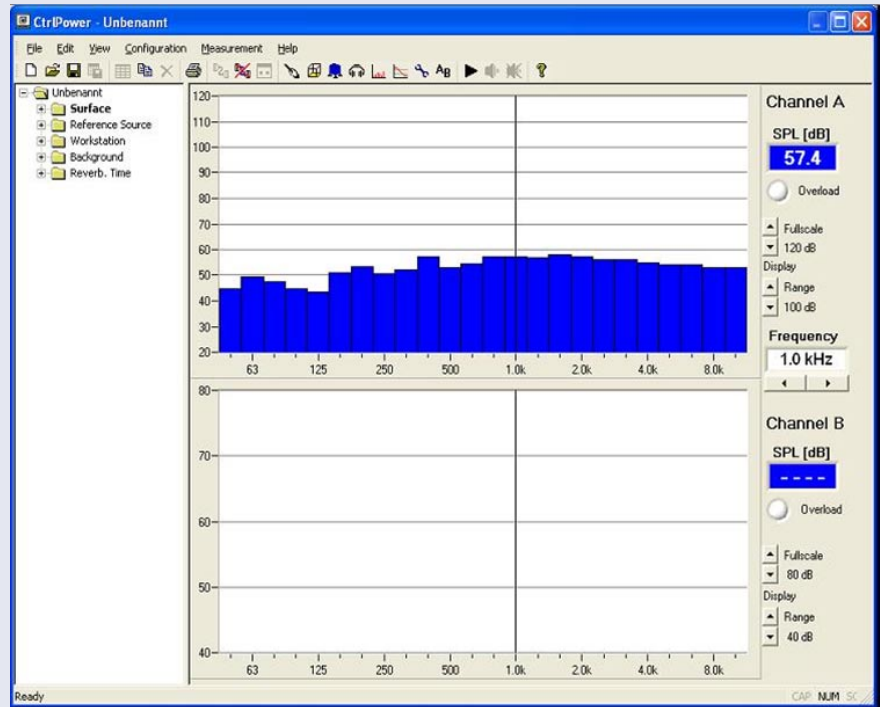 CtrlPower - Unbenannt
File Edit View Configuration Measurement Help
Unbenannt
Surface
Reference Source
Workstation
Background
Reverb. Time
120
110
100
90
80
70
60
50
40
30
20
63 125 250 500 1.0k 2.0k 4.0k 8.0k
80
70
60
50
40
63 125 250 500 1.0k 2.0k 4.0k 8.0k
Channel A
SPL [dB]
57.4
Overload
Fullscale
120 dB
Display
Range
100 dB
Frequency
1.0 kHz
Channel B
SPL [dB]
----
Overload
Fullscale
80 dB
Display
Range
40 dB
Ready
CAP NUM SC